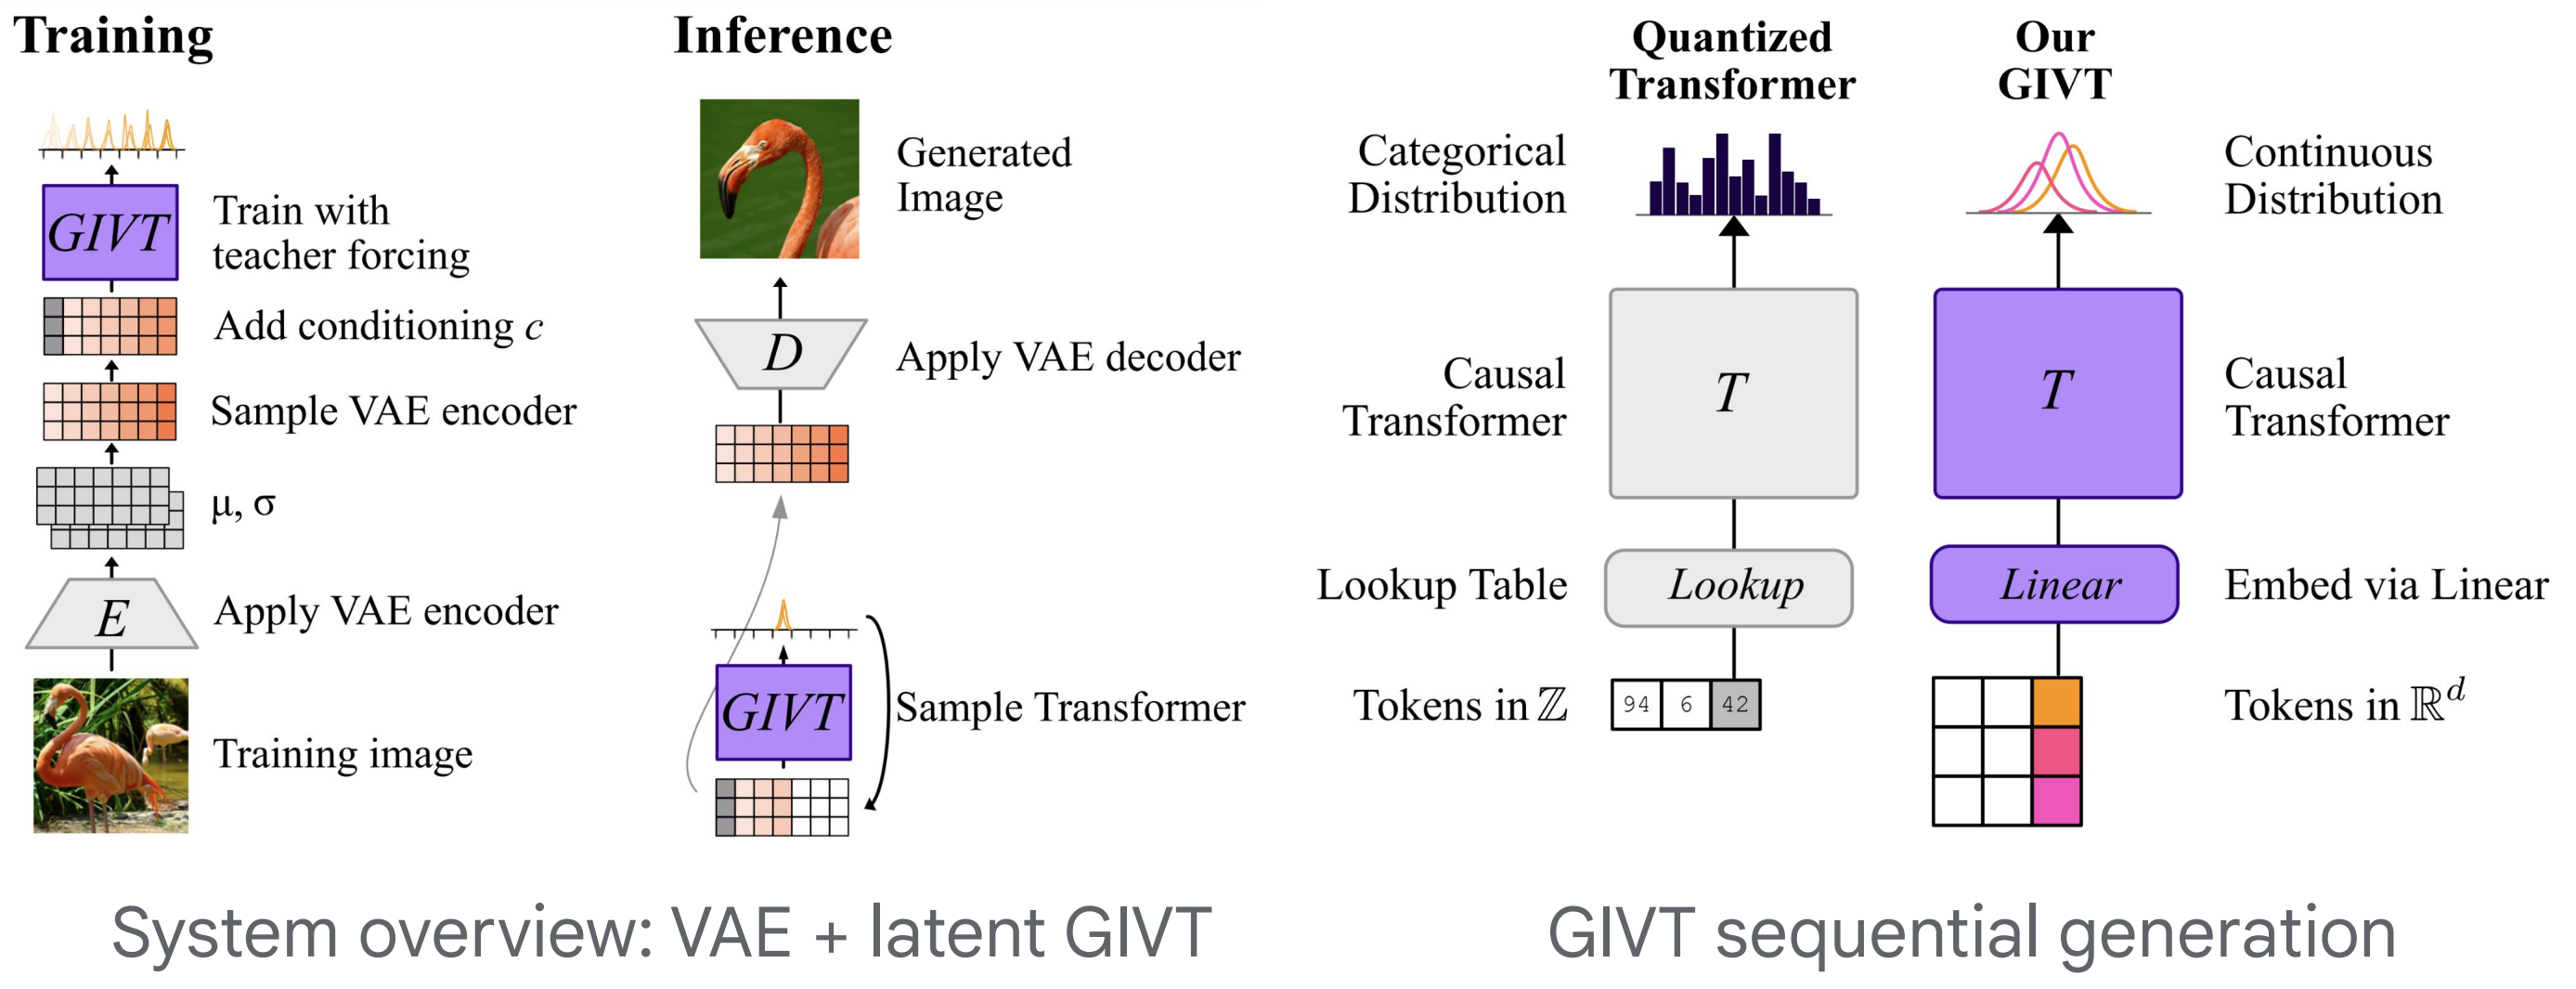 Training
GIVT
Train with
teacher forcing
Add conditioning c
Sample VAE encoder
μ, σ
E
Apply VAE encoder
Training image
Inference
Generated
Image
D
Apply VAE decoder
GIVT
Sample Transformer
System overview: VAE + latent GIVT
Quantized
Transformer
Our
GIVT
Categorical
Distribution
Continuous
Distribution
Causal
Transformer
T
T
Causal
Transformer
Lookup Table
Lookup
Linear
Embed via Linear
Tokens in ℤ
94 6 42
Tokens in ℝᵈ
GIVT sequential generation